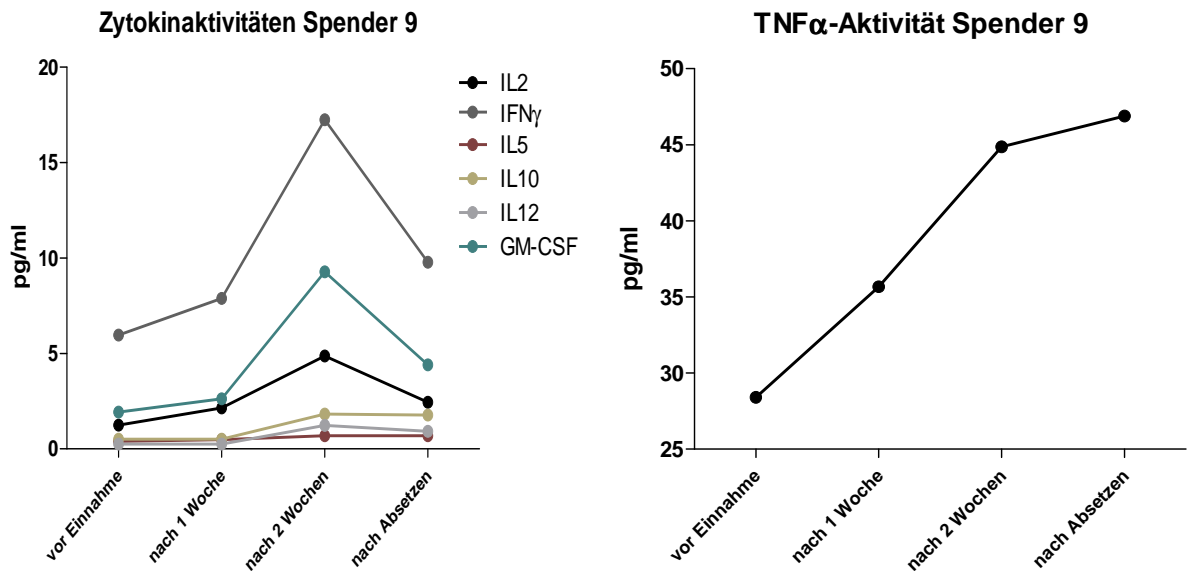 Zytokinaktivitäten Spender 9
20
15
10
5
0
pg/ml
vor Einnahme
nach 1 Woche
nach 2 Wochen
nach Absetzen
IL2
IFNγ
IL5
IL10
IL12
GM-CSF
TNFα-Aktivität Spender 9
50
45
40
35
30
25
pg/ml
vor Einnahme
nach 1 Woche
nach 2 Wochen
nach Absetzen